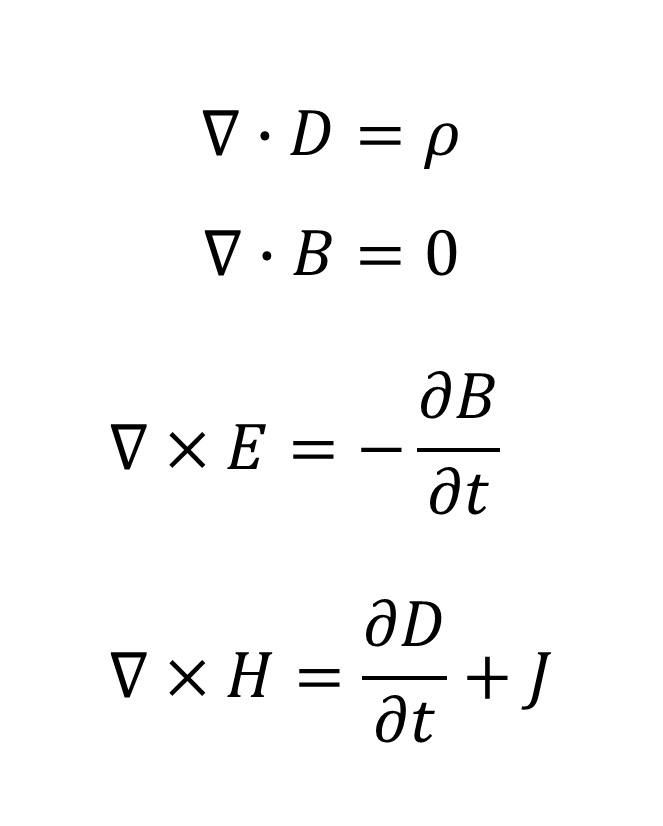 ∇ · D = ρ
∇ · B = 0
∇ × E = −∂B/∂t
∇ × H = ∂D/∂t + J